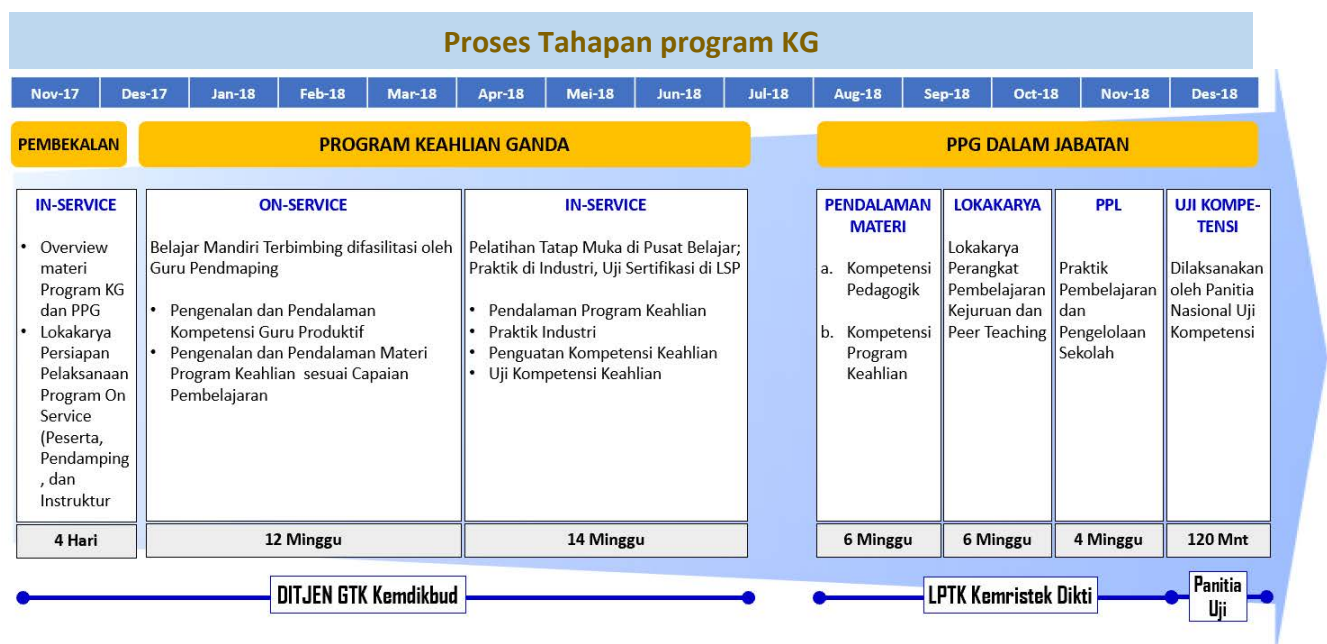 Proses Tahapan program KG
Nov-17 Des-17 Jan-18 Feb-18 Mar-18 Apr-18 Mei-18 Jun-18 Jul-18 Aug-18 Sep-18 Oct-18 Nov-18 Des-18
PEMBEKALAN
PROGRAM KEAHLIAN GANDA
PPG DALAM JABATAN
IN-SERVICE
• Overview
materi
Program KG
dan PPG
• Lokakarya
Persiapan
Pelaksanaan
Program On
Service
(Peserta,
Pendamping
, dan
Instruktur
4 Hari
ON-SERVICE
Belajar Mandiri Terbimbing difasilitasi oleh
Guru Pendmaping
• Pengenalan dan Pendalaman
Kompetensi Guru Produktif
• Pengenalan dan Pendalaman Materi
Program Keahlian sesuai Capaian
Pembelajaran
12 Minggu
IN-SERVICE
Pelatihan Tatap Muka di Pusat Belajar;
Praktik di Industri, Uji Sertifikasi di LSP
• Pendalaman Program Keahlian
• Praktik Industri
• Penguatan Kompetensi Keahlian
• Uji Kompetensi Keahlian
14 Minggu
PENDALAMAN
MATERI
a. Kompetensi
Pedagogik
b. Kompetensi
Program
Keahlian
6 Minggu
LOKAKARYA
Lokakarya
Perangkat
Pembelajaran
Kejuruan dan
Peer Teaching
6 Minggu
PPL
Praktik
Pembelajaran
dan
Pengelolaan
Sekolah
4 Minggu
UJI KOMPE-
TENSI
Dilaksanakan
oleh Panitia
Nasional Uji
Kompetensi
120 Mnt
DITJEN GTK Kemdikbud
LPTK Kemristek Dikti
Panitia
Uji